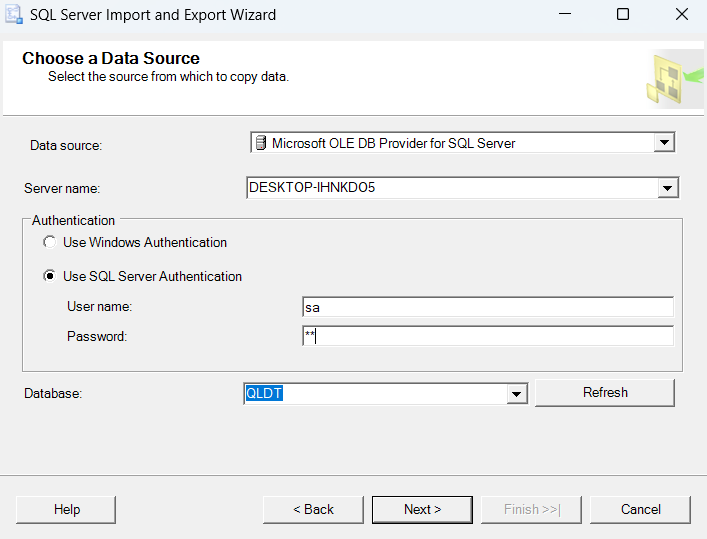 SQL Server Import and Export Wizard
Choose a Data Source
Select the source from which to copy data.
Data source: Microsoft OLE DB Provider for SQL Server
Server name: DESKTOP-IHNKDO5
Authentication
Use Windows Authentication
Use SQL Server Authentication
User name: sa
Password: **
Database: QLDT Refresh
Help < Back Next > Finish >>| Cancel